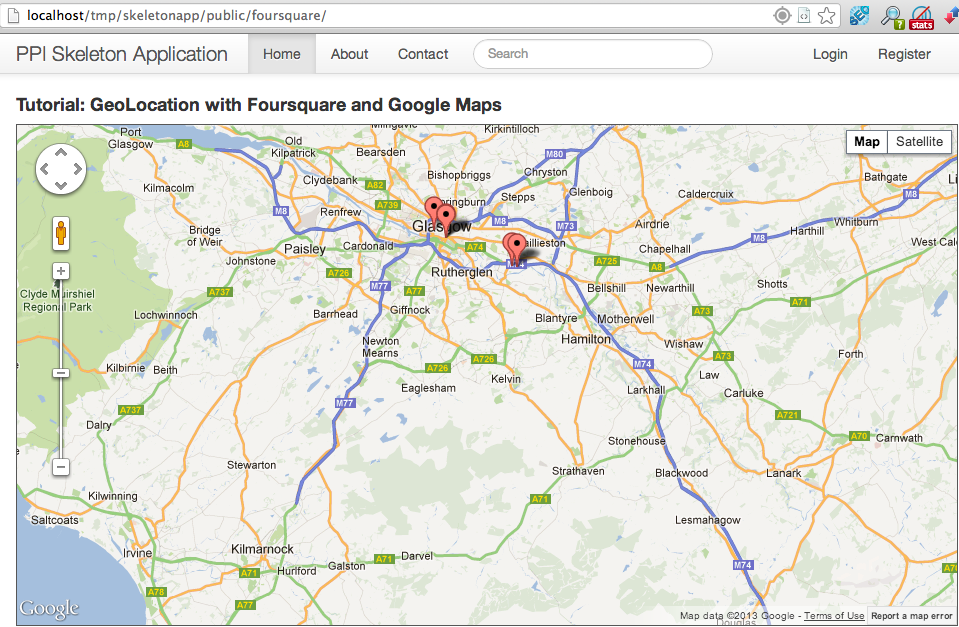 localhost/tmp/skeletonapp/public/foursquare/
stats
PPI Skeleton Application Home About Contact Search Login Register
Tutorial: GeoLocation with Foursquare and Google Maps
Map Satellite
Port Glasgow
A8
Old Kilpatrick
Bearsden
Kirkintilloch
M80
Chryston
Bathgate
M8
Kilmacolm
Clydebank
A82
Bishopbriggs
Stepps
Glenboig
Caldercruix
A739
M8
Renfrew
Glasgow
M8
M73
Airdrie
Whitburn
Harthill
M8
Bridge of Weir
Paisley
Cardonald
A74
Chapelhall
Johnstone
A726
Rutherglen
M74
A725
A8
Clyde Muirshiel Regional Park
A737
M77
A77
Bellshill
Newarthill
Shotts
A71
Lochwinnoch
Barrhead
Giffnock
Blantyre
Motherwell
A73
Newton Mearns
Hamilton
Wishaw
A73
Forth
Kilbirnie
Beith
A726
A726
M74
Law
Kelvin
Eaglesham
Larkhall
Carluke
A737
M77
A721
Dalry
A70
Carnwath
Stonehouse
Stewarton
Strathaven
Blackwood
Lanark
Kilwinning
A71
Saltcoats
Lesmahagow
Irvine
Kilmarnock
A71
Darvel
M74
A71
Hurlford
Galston
A78
A77
Google
Map data ©2013 Google - Terms of Use Report a map error
Douglas